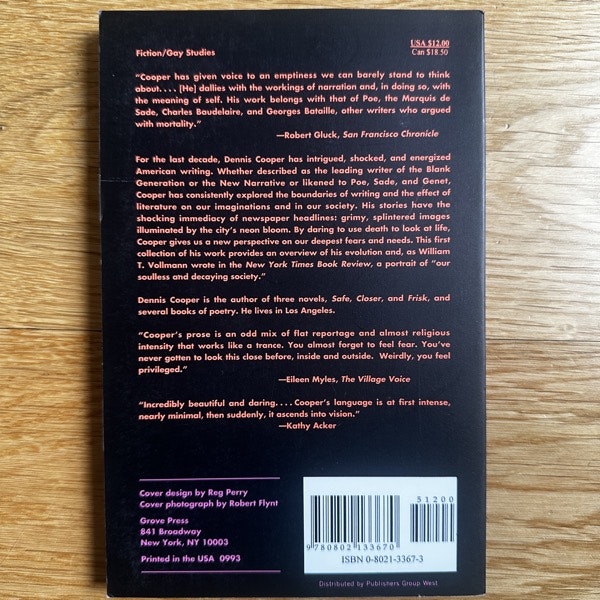 Fiction/Gay Studies
USA $12.00
Can $18.50
“Cooper has given voice to an emptiness we can barely stand to think
about. . . . [He] dallies with the workings of narration and, in doing so, with
the meaning of self. His work belongs with that of Poe, the Marquis de
Sade, Charles Baudelaire, and Georges Bataille, other writers who argued
with mortality.”
—Robert Gluck, San Francisco Chronicle
For the last decade, Dennis Cooper has intrigued, shocked, and energized
American writing. Whether described as the leading writer of the Blank
Generation or the New Narrative or likened to Poe, Sade, and Genet,
Cooper has consistently explored the boundaries of writing and the effect of
literature on our imaginations and in our society. His stories have the
shocking immediacy of newspaper headlines: grimy, splintered images
illuminated by the city’s neon bloom. By daring to use death to look at life,
Cooper gives us a new perspective on our deepest fears and needs. This first
collection of his work provides an overview of his evolution and, as William
T. Vollmann wrote in the New York Times Book Review, a portrait of “our
soulless and decaying society.”
Dennis Cooper is the author of three novels, Safe, Closer, and Frisk, and
several books of poetry. He lives in Los Angeles.
“Cooper’s prose is an odd mix of flat reportage and almost religious
intensity that works like a trance. You almost forget to feel fear. You’ve
never gotten to look this close before, inside and outside. Weirdly, you feel
privileged.”
—Eileen Myles, The Village Voice
“Incredibly beautiful and daring. . . . Cooper’s language is at first intense,
nearly minimal, then suddenly, it ascends into vision.”
—Kathy Acker
Cover design by Reg Perry
Cover photograph by Robert Flynt
Grove Press
841 Broadway
New York, NY 10003
Printed in the USA 0993
51200
9 780802 133670
ISBN 0-8021-3367-3
Distributed by Publishers Group West